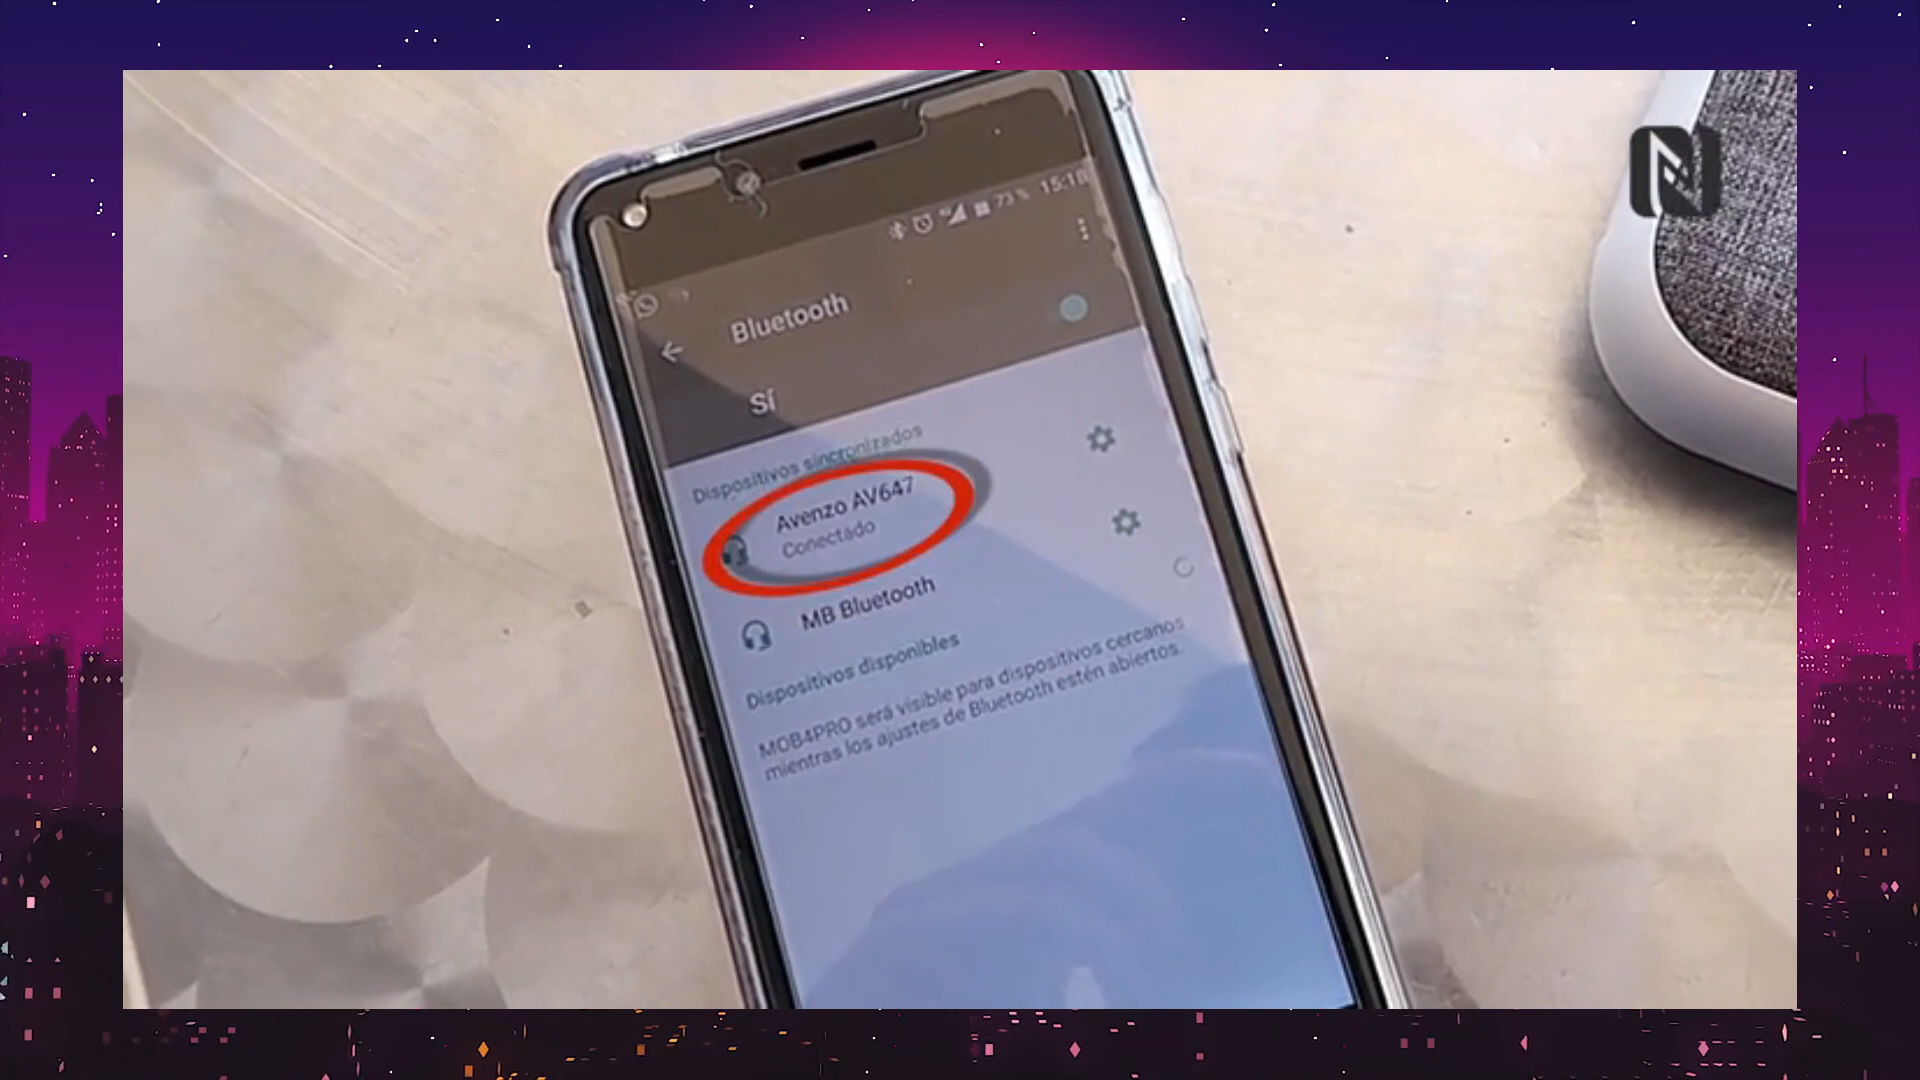 73 % 15:18
Bluetooth
Sí
Dispositivos sincronizados
Avenzo AV647
Conectado
MB Bluetooth
Dispositivos disponibles
MOB4PRO será visible para dispositivos cercanos
mientras los ajustes de Bluetooth estén abiertos.